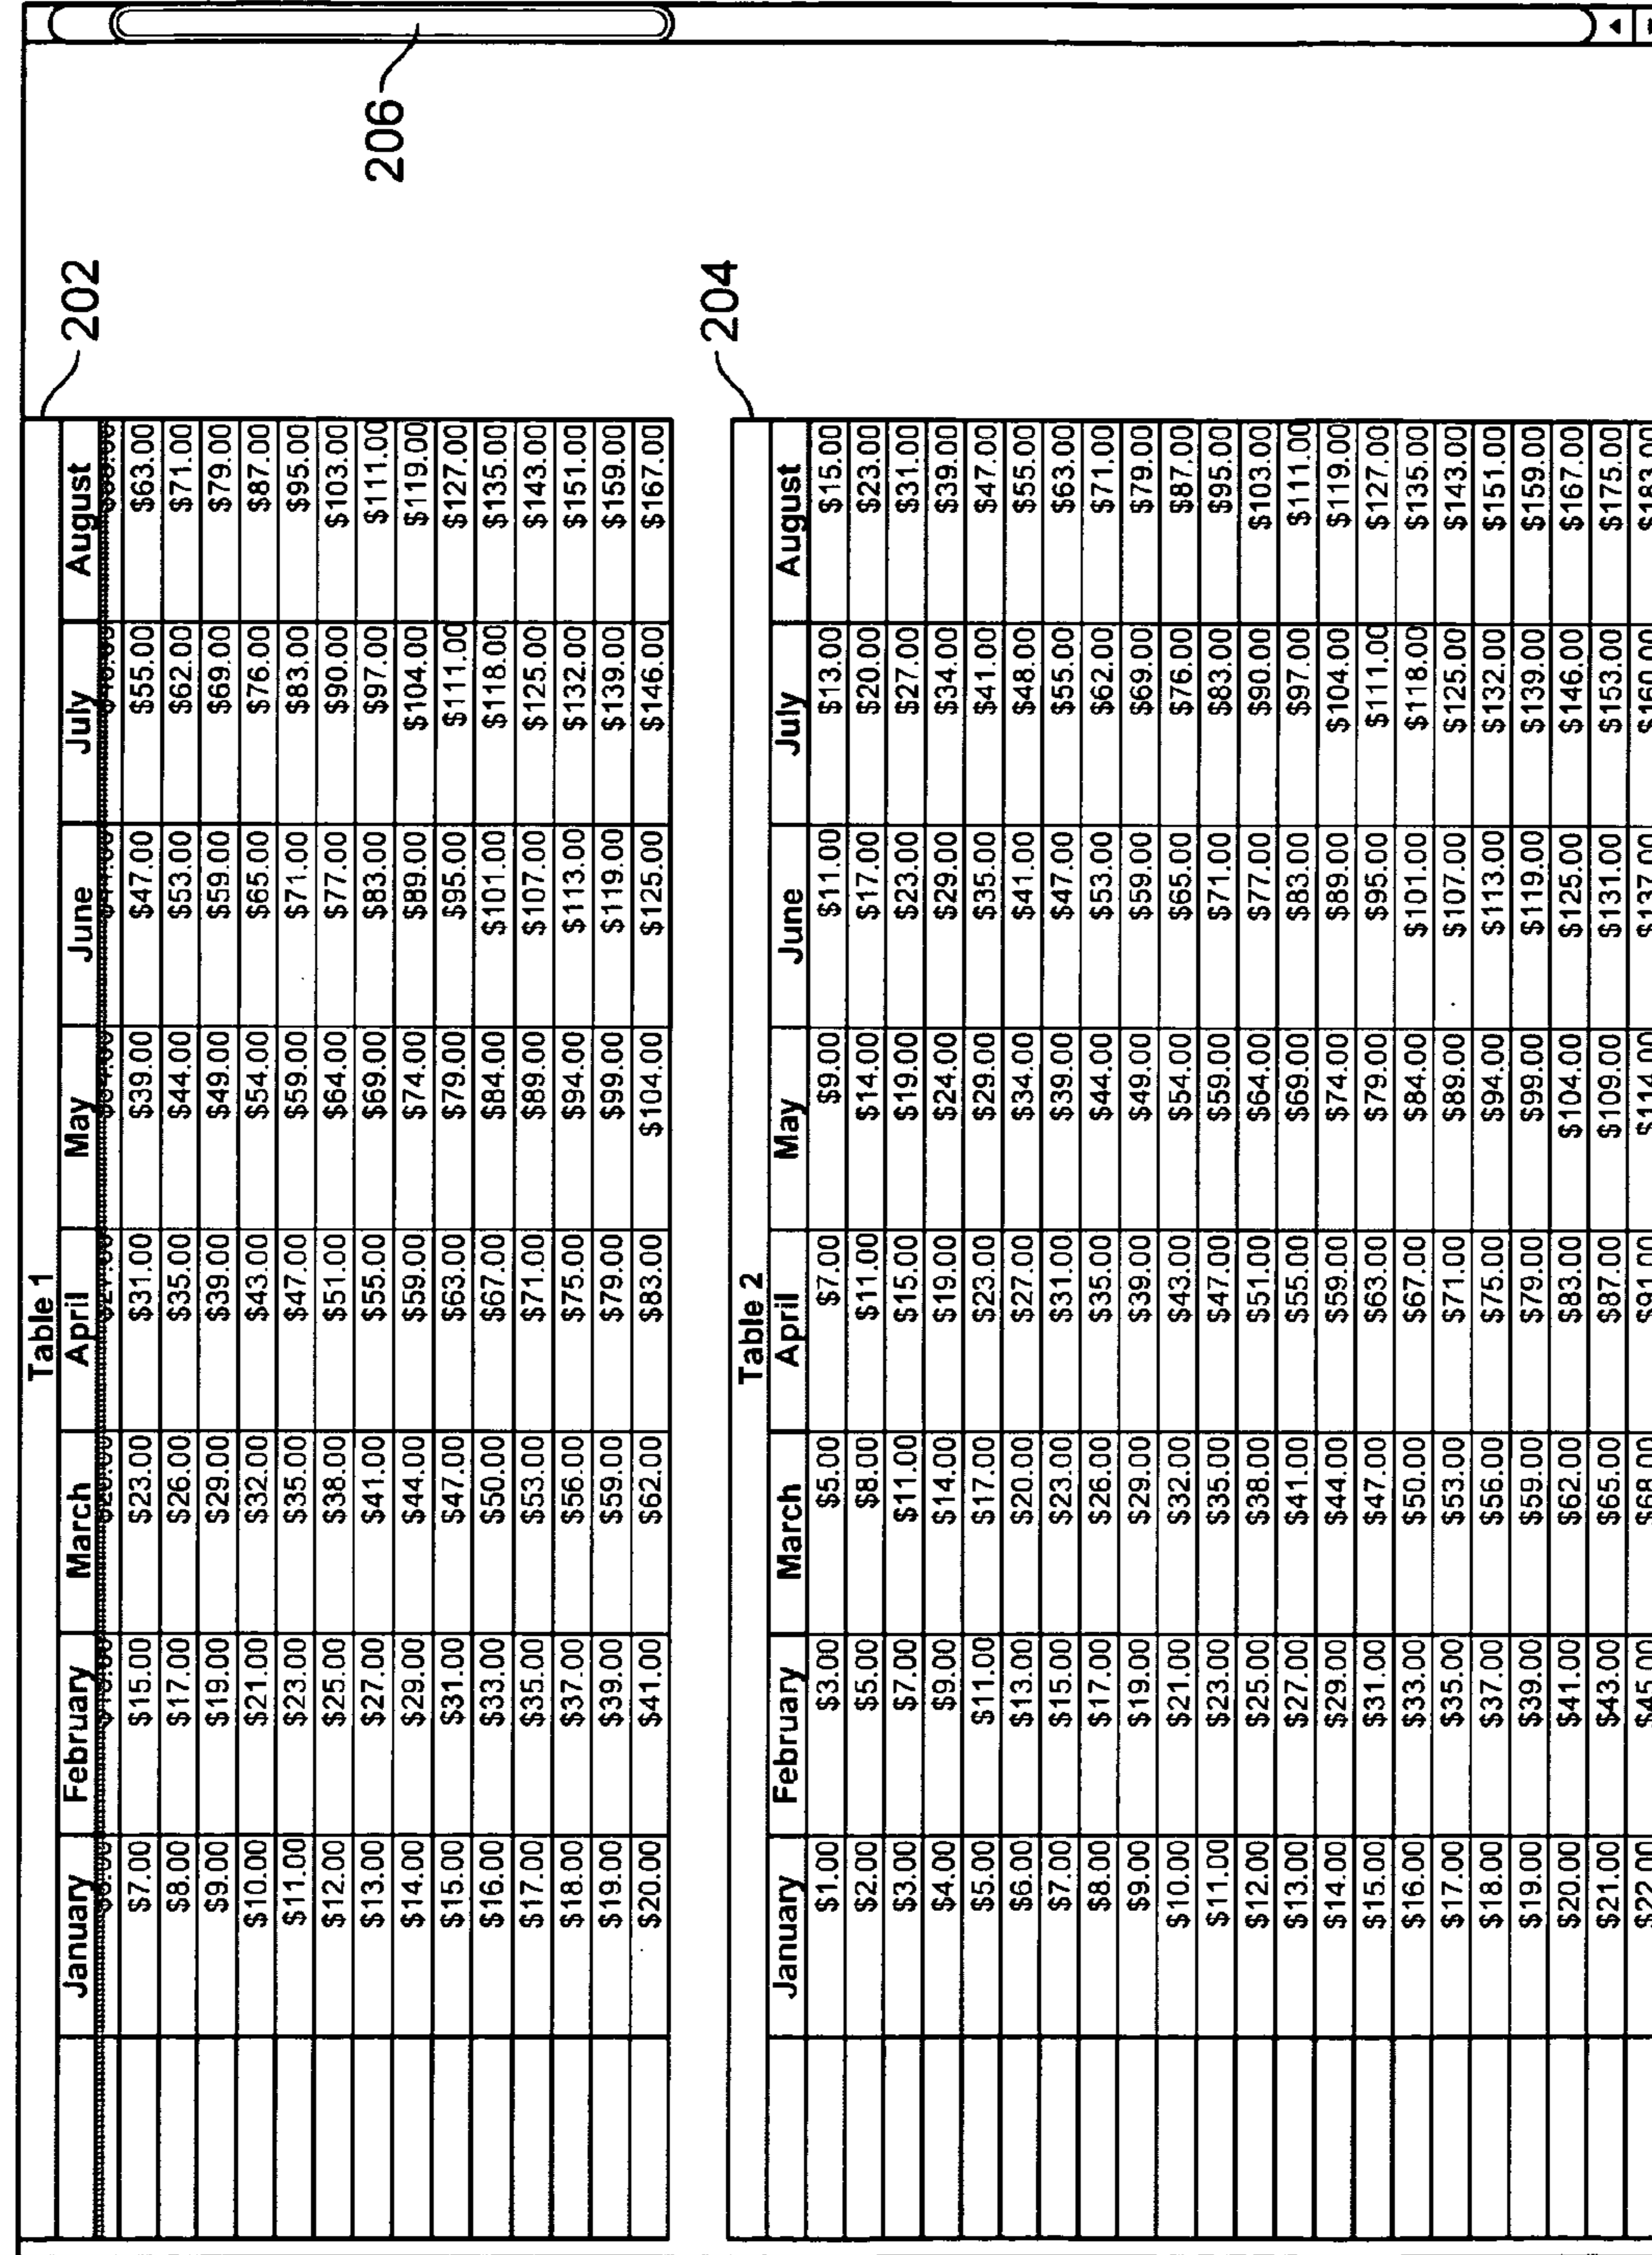 Table 1
January February March April May June July August
$7.00 $15.00 $23.00 $31.00 $39.00 $47.00 $55.00 $63.00
$8.00 $17.00 $26.00 $35.00 $44.00 $53.00 $62.00 $71.00
$9.00 $19.00 $29.00 $39.00 $49.00 $59.00 $69.00 $79.00
$10.00 $21.00 $32.00 $43.00 $54.00 $65.00 $76.00 $87.00
$11.00 $23.00 $35.00 $47.00 $59.00 $71.00 $83.00 $95.00
$12.00 $25.00 $38.00 $51.00 $64.00 $77.00 $90.00 $103.00
$13.00 $27.00 $41.00 $55.00 $69.00 $83.00 $97.00 $111.00
$14.00 $29.00 $44.00 $59.00 $74.00 $89.00 $104.00 $119.00
$15.00 $31.00 $47.00 $63.00 $79.00 $95.00 $111.00 $127.00
$16.00 $33.00 $50.00 $67.00 $84.00 $101.00 $118.00 $135.00
$17.00 $35.00 $53.00 $71.00 $89.00 $107.00 $125.00 $143.00
$18.00 $37.00 $56.00 $75.00 $94.00 $113.00 $132.00 $151.00
$19.00 $39.00 $59.00 $79.00 $99.00 $119.00 $139.00 $159.00
$20.00 $41.00 $62.00 $83.00 $104.00 $125.00 $146.00 $167.00
202
206
Table 2
January February March April May June July August
$1.00 $3.00 $5.00 $7.00 $9.00 $11.00 $13.00 $15.00
$2.00 $5.00 $8.00 $11.00 $14.00 $17.00 $20.00 $23.00
$3.00 $7.00 $11.00 $15.00 $19.00 $23.00 $27.00 $31.00
$4.00 $9.00 $14.00 $19.00 $24.00 $29.00 $34.00 $39.00
$5.00 $11.00 $17.00 $23.00 $29.00 $35.00 $41.00 $47.00
$6.00 $13.00 $20.00 $27.00 $34.00 $41.00 $48.00 $55.00
$7.00 $15.00 $23.00 $31.00 $39.00 $47.00 $55.00 $63.00
$8.00 $17.00 $26.00 $35.00 $44.00 $53.00 $62.00 $71.00
$9.00 $19.00 $29.00 $39.00 $49.00 $59.00 $69.00 $79.00
$10.00 $21.00 $32.00 $43.00 $54.00 $65.00 $76.00 $87.00
$11.00 $23.00 $35.00 $47.00 $59.00 $71.00 $83.00 $95.00
$12.00 $25.00 $38.00 $51.00 $64.00 $77.00 $90.00 $103.00
$13.00 $27.00 $41.00 $55.00 $69.00 $83.00 $97.00 $111.00
$14.00 $29.00 $44.00 $59.00 $74.00 $89.00 $104.00 $119.00
$15.00 $31.00 $47.00 $63.00 $79.00 $95.00 $111.00 $127.00
$16.00 $33.00 $50.00 $67.00 $84.00 $101.00 $118.00 $135.00
$17.00 $35.00 $53.00 $71.00 $89.00 $107.00 $125.00 $143.00
$18.00 $37.00 $56.00 $75.00 $94.00 $113.00 $132.00 $151.00
$19.00 $39.00 $59.00 $79.00 $99.00 $119.00 $139.00 $159.00
$20.00 $41.00 $62.00 $83.00 $104.00 $125.00 $146.00 $167.00
$21.00 $43.00 $65.00 $87.00 $109.00 $131.00 $153.00 $175.00
$22.00 $45.00 $68.00 $91.00 $114.00 $137.00 $160.00 $183.00
204